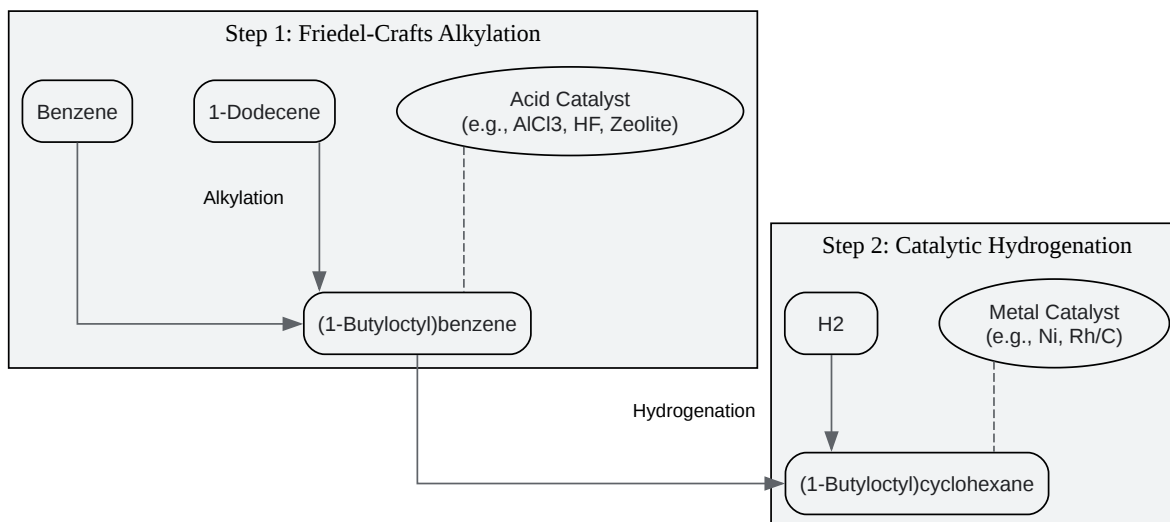 Step 1: Friedel-Crafts Alkylation
Benzene
1-Dodecene
Acid Catalyst
(e.g., AlCl3, HF, Zeolite)
Alkylation
(1-Butyloctyl)benzene
Step 2: Catalytic Hydrogenation
H2
Metal Catalyst
(e.g., Ni, Rh/C)
Hydrogenation
(1-Butyloctyl)cyclohexane